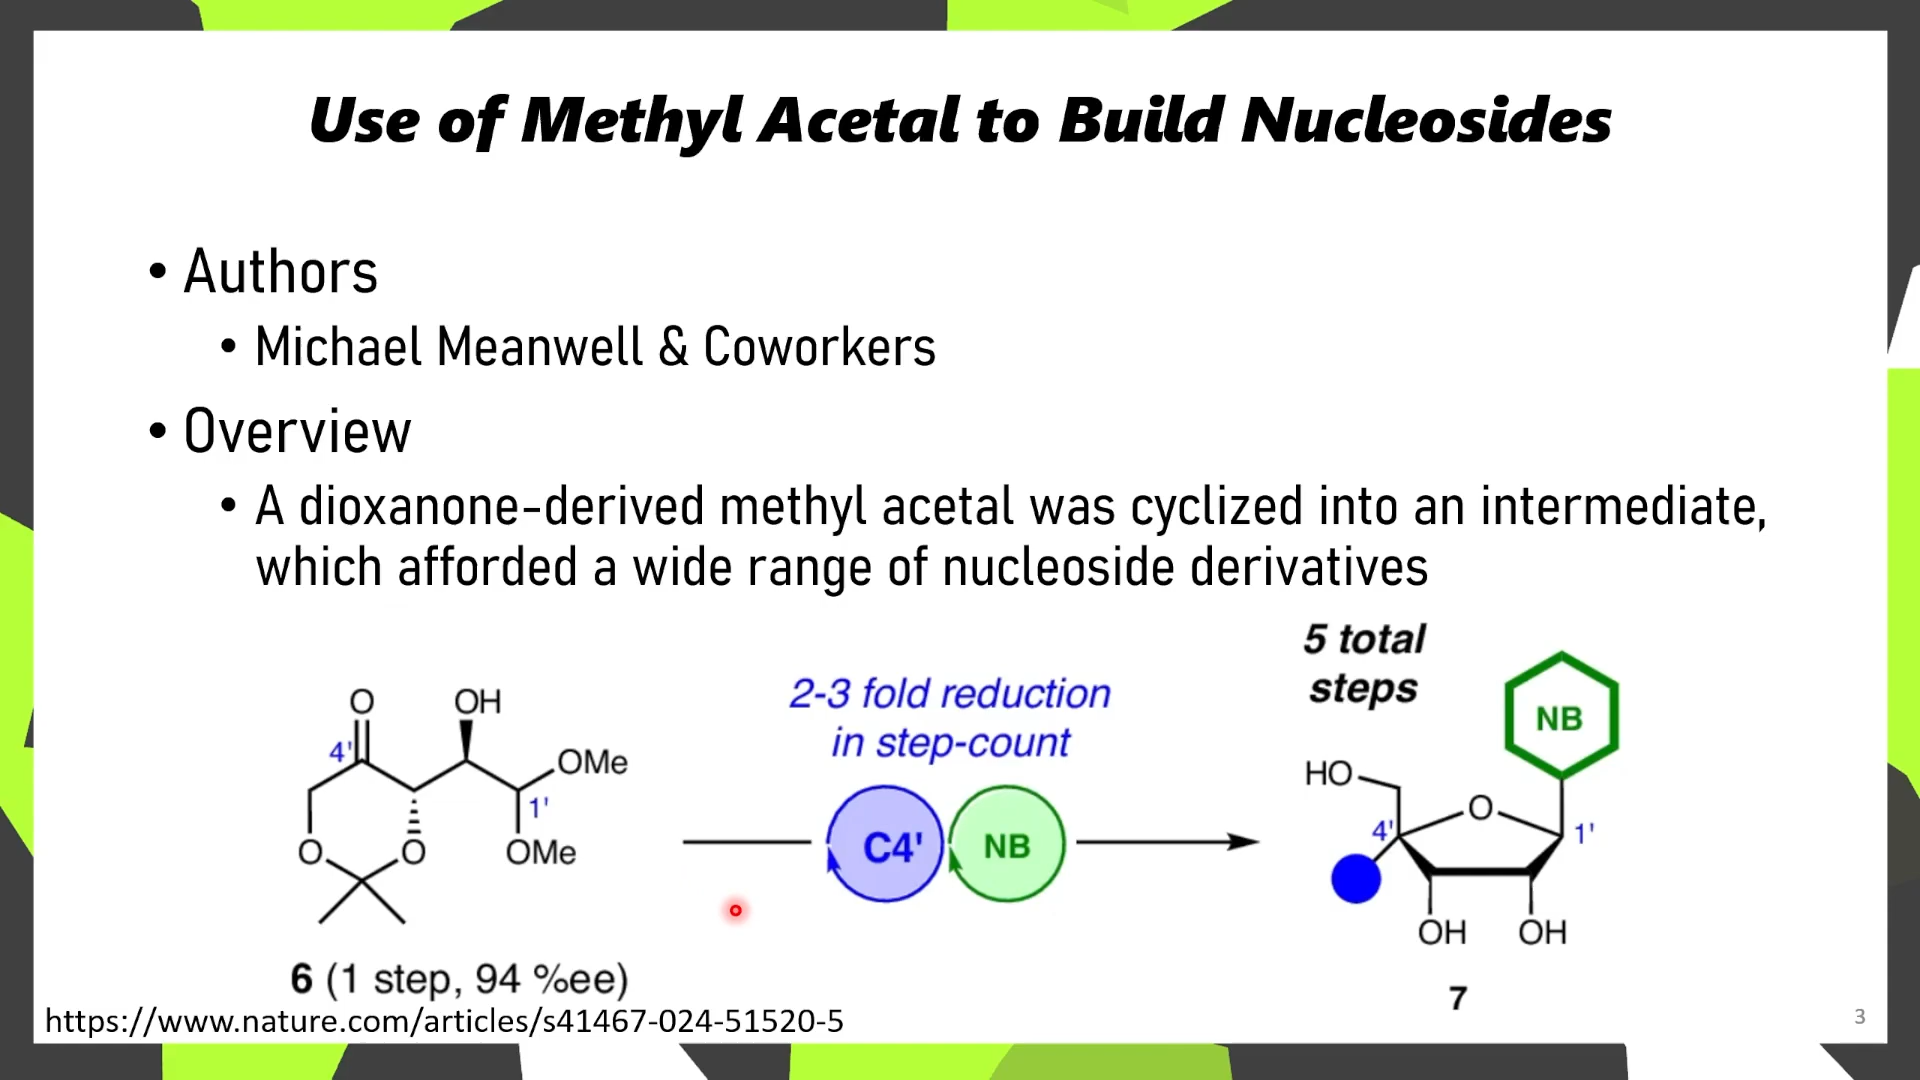 Use of Methyl Acetal to Build Nucleosides
• Authors
• Michael Meanwell & Coworkers
• Overview
• A dioxanone-derived methyl acetal was cyclized into an intermediate,
which afforded a wide range of nucleoside derivatives
O
OH
4'
OMe
1'
O
O
OMe
6 (1 step, 94 %ee)
2-3 fold reduction
in step-count
C4'
NB
5 total
steps
NB
HO
O
4'
1'
OH
OH
7
https://www.nature.com/articles/s41467-024-51520-5
3